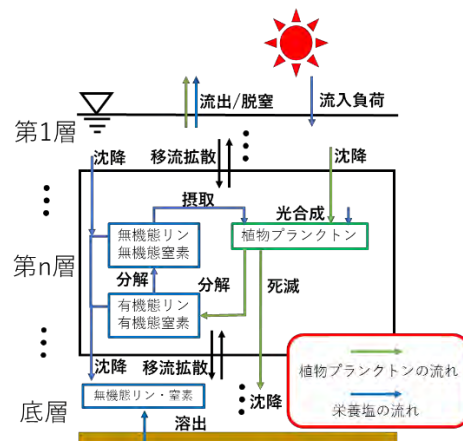 流出/脱窒
流入負荷
第1層
沈降
移流拡散
沈降
摂取
光合成
無機態リン
無機態窒素
植物プランクトン
第n層
分解
分解
死滅
有機態リン
有機態窒素
沈降
移流拡散
植物プランクトンの流れ
無機態リン・窒素
沈降
栄養塩の流れ
底層
溶出